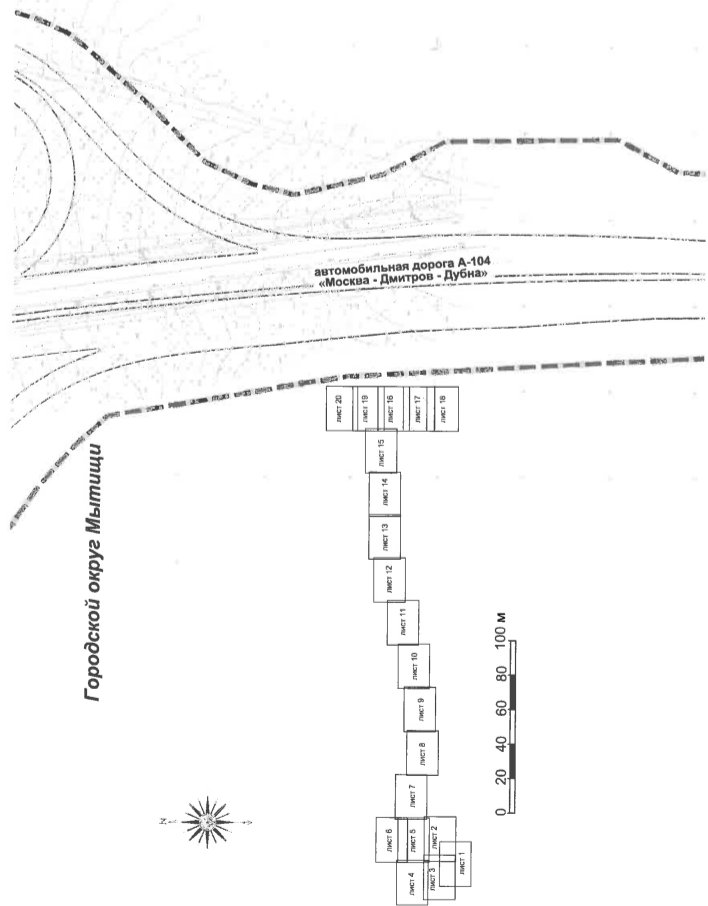 автомобильная дорога А-104
«Москва - Дмитров - Дубна»
Городской округ Мытищи
лист 20
лист 19
лист 16
лист 17
лист 18
лист 15
лист 14
лист 13
лист 12
лист 11
лист 10
лист 9
лист 8
лист 7
лист 6
лист 5
лист 2
лист 4
лист 3
лист 1
0 20 40 60 80 100 м
N